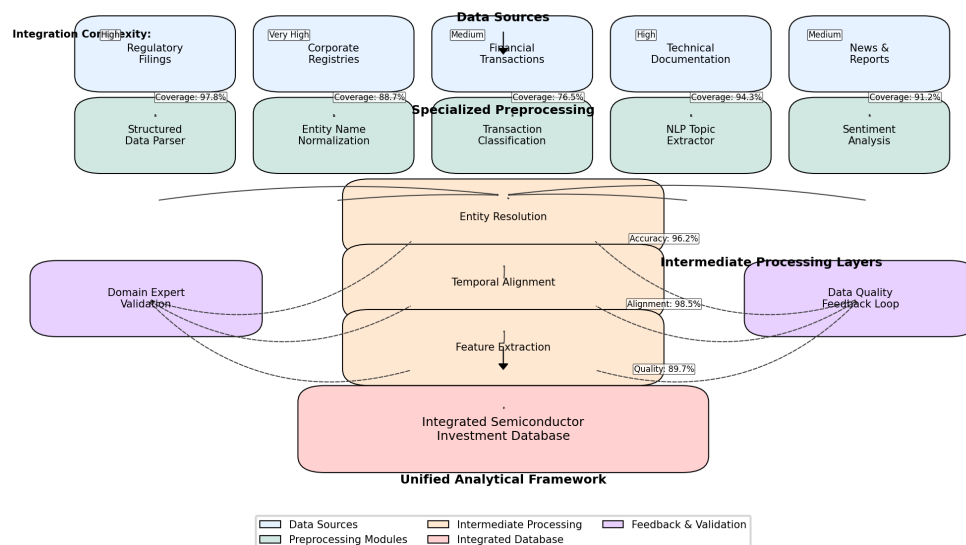 Data Sources
Integration Complexity:
High
Very High
Medium
High
Medium
Regulatory
Filings
Corporate
Registries
Financial
Transactions
Technical
Documentation
News &
Reports
Coverage: 97.8%
Coverage: 88.7%
Coverage: 76.5%
Coverage: 94.3%
Coverage: 91.2%
Specialized Preprocessing
Structured
Data Parser
Entity Name
Normalization
Transaction
Classification
NLP Topic
Extractor
Sentiment
Analysis
Entity Resolution
Accuracy: 96.2%
Intermediate Processing Layers
Domain Expert
Validation
Temporal Alignment
Data Quality
Feedback Loop
Alignment: 98.5%
Feature Extraction
Quality: 89.7%
Integrated Semiconductor
Investment Database
Unified Analytical Framework
Data Sources
Preprocessing Modules
Intermediate Processing
Integrated Database
Feedback & Validation